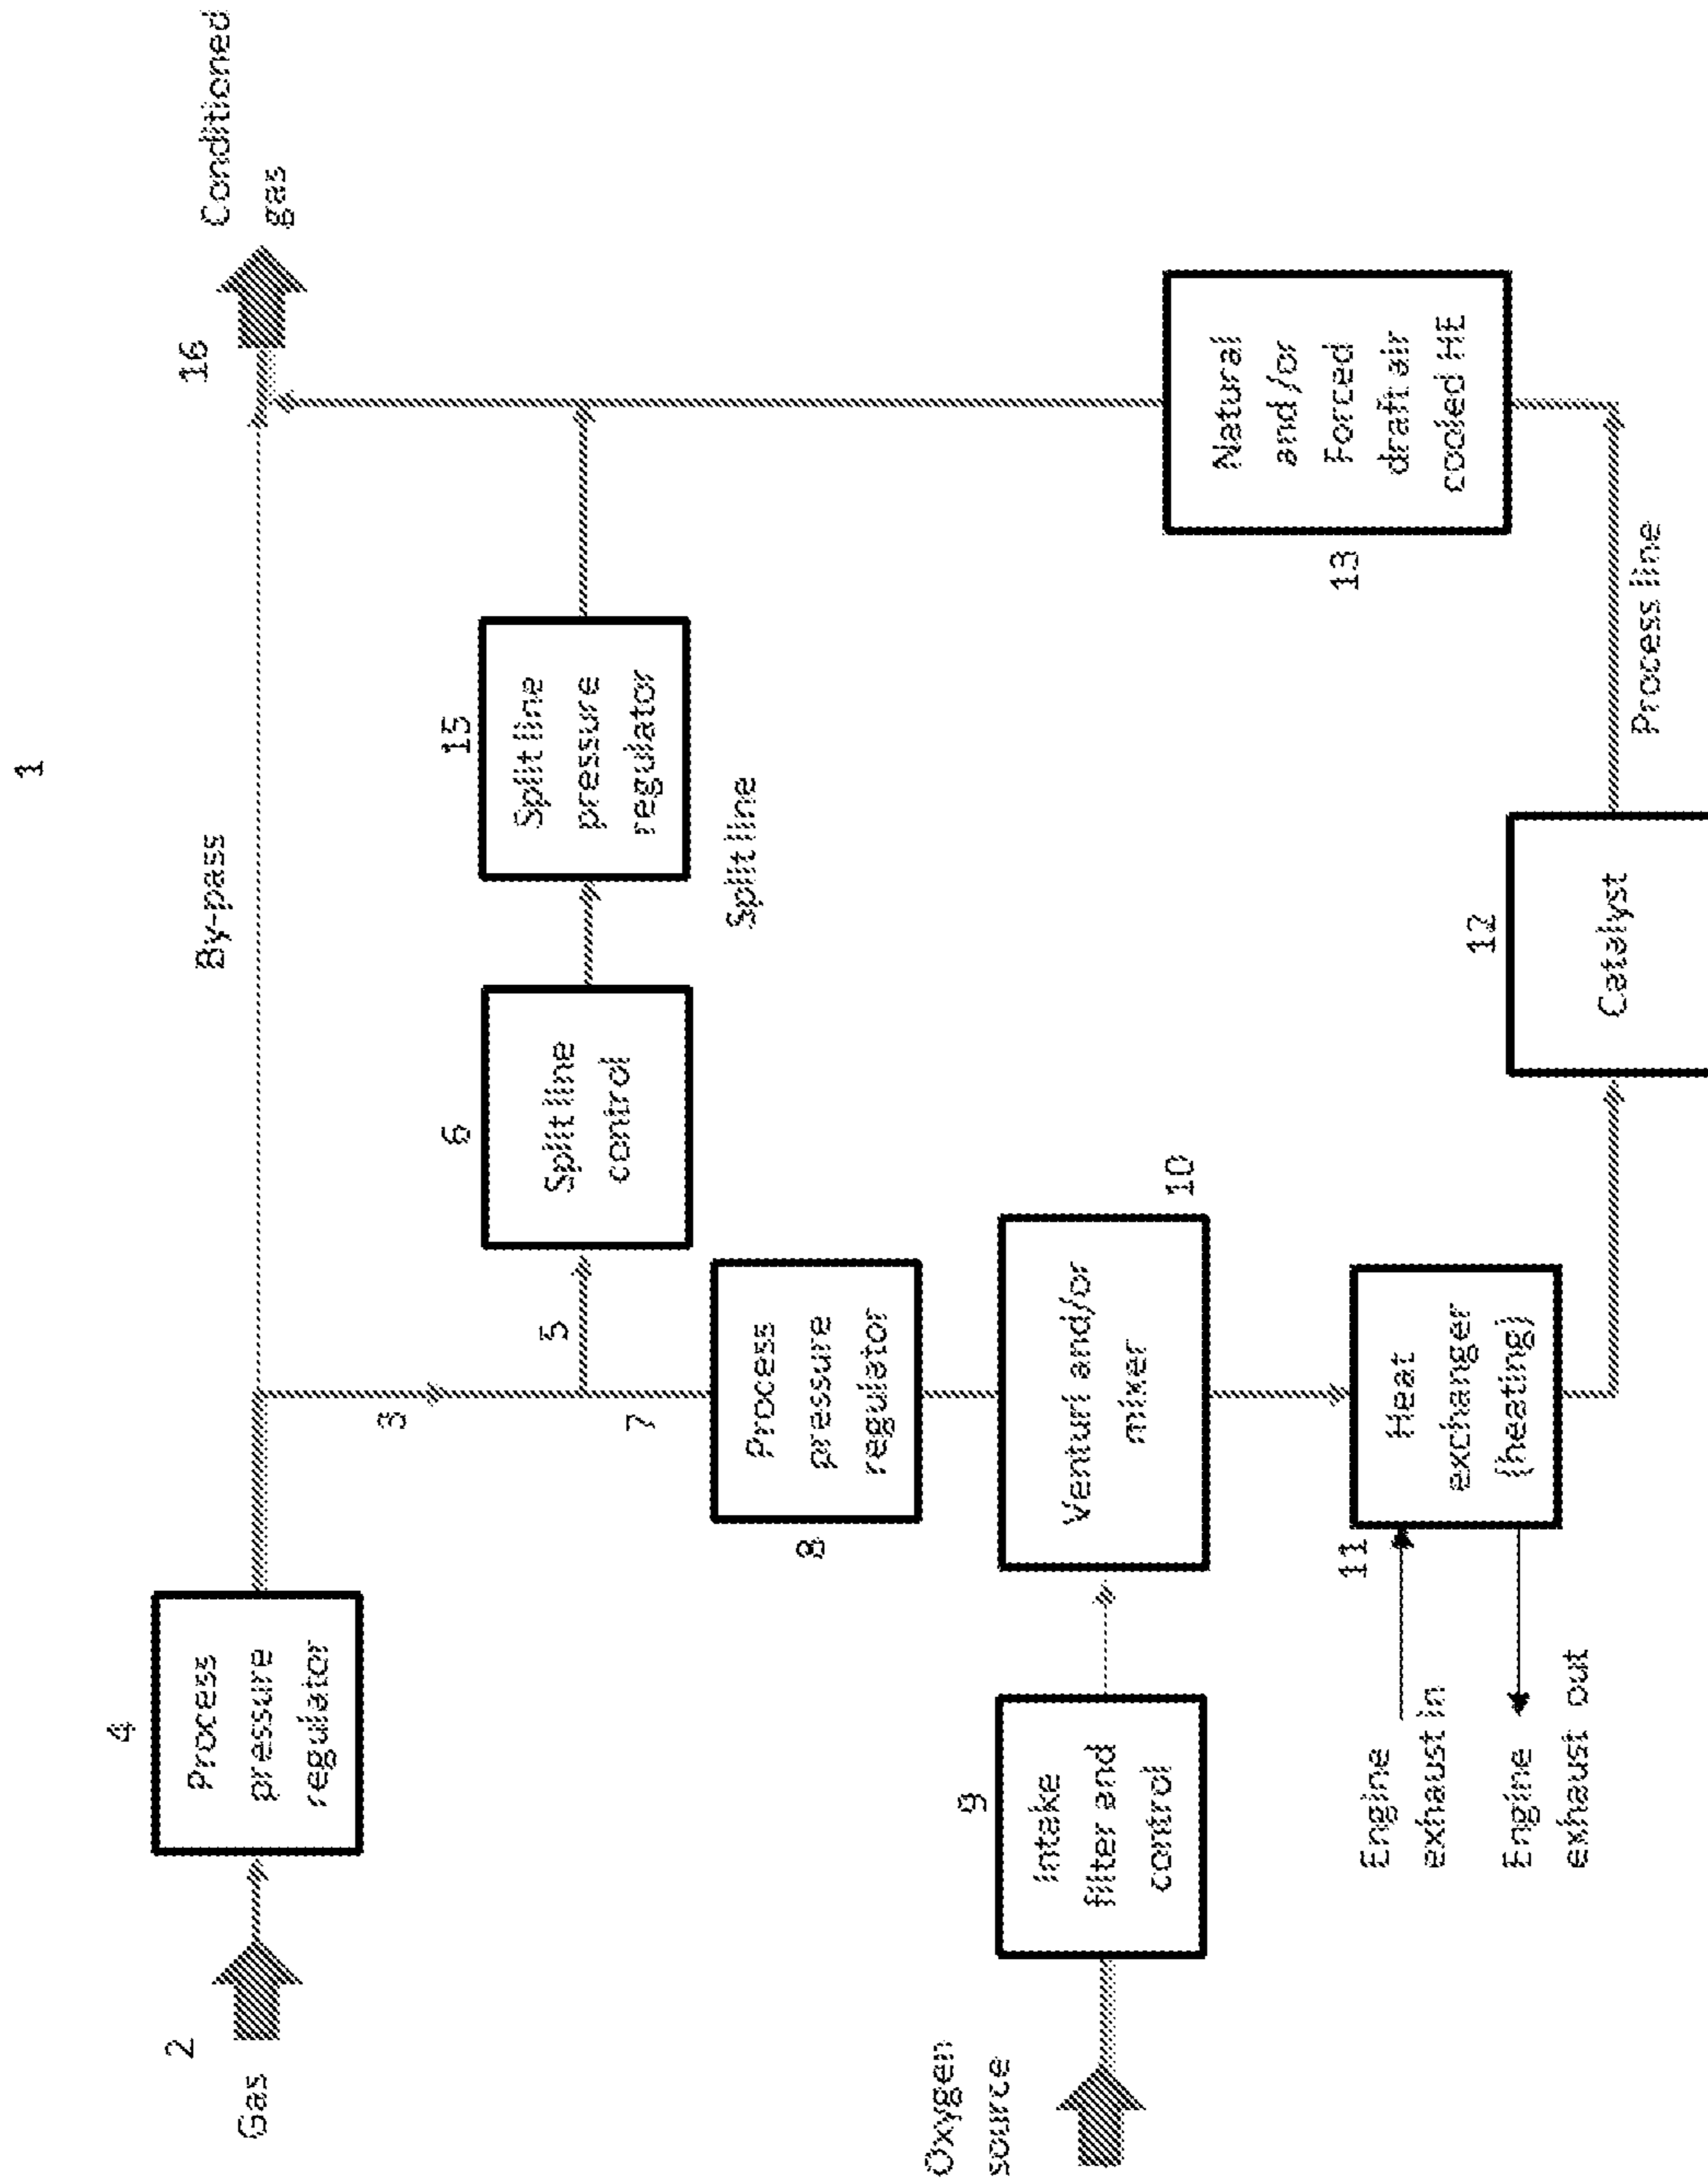 1
2
Gas
4
Process
pressure
regulator
By-pass
16
Conditioned
gas
3
5
6
Split line
control
15
Split line
pressure
regulator
Split line
7
8
Process
pressure
regulator
Oxygen
source
9
Intake
filter and
control
Venturi and/or
mixer
10
13
Natural
and/or
Forced
draft air
cooled HE
Engine
exhaust in
Engine
exhaust out
11
Heat
exchanger
(heating)
12
Catalyst
Process line